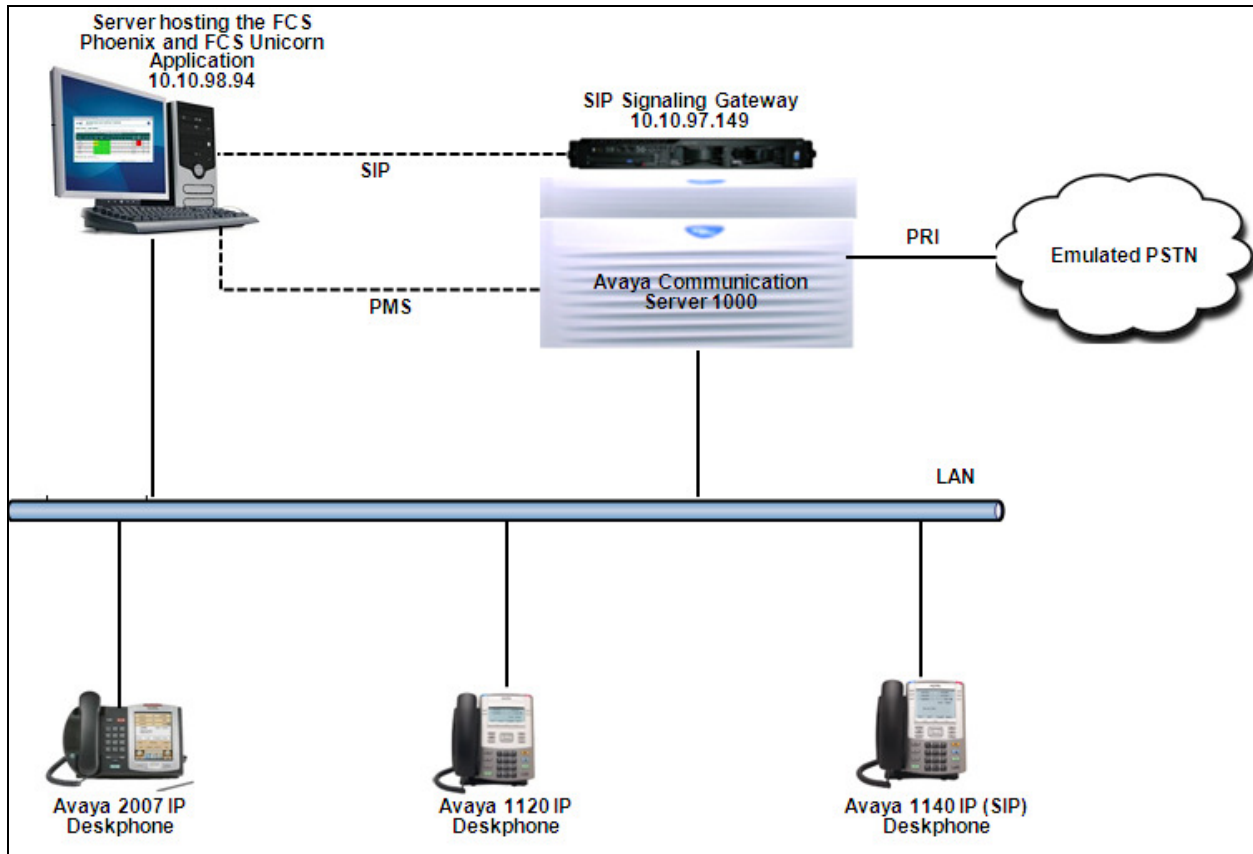 Server hosting the FCS
Phoenix and FCS Unicorn
Application
10.10.98.94
SIP Signaling Gateway
10.10.97.149
SIP
PRI
Emulated PSTN
Avaya Communication
Server 1000
PMS
LAN
Avaya 2007 IP
Deskphone
Avaya 1120 IP
Deskphone
Avaya 1140 IP (SIP)
Deskphone